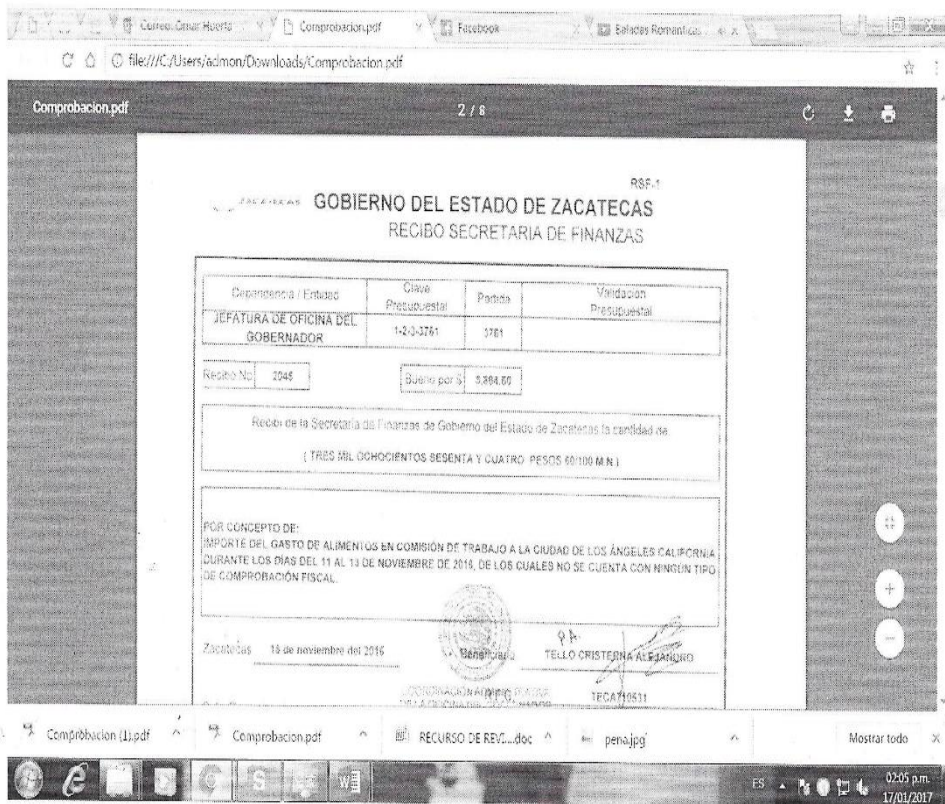 Correo: Omar Huerta
Comprobacion.pdf
Facebook
Baladas Romanticas
file:///C:/Users/admon/Downloads/Comprobacion.pdf
Comprobacion.pdf
2 / 8
RSF-1
GOBIERNO DEL ESTADO DE ZACATECAS
RECIBO SECRETARIA DE FINANZAS
Dependencia / Entidad
Clave Presupuestal
Partida
Validacion Presupuestal
JEFATURA DE OFICINA DEL GOBERNADOR
1-2-3-3761
3761
Recibo No
2046
Bueno por $
3,864.60
Recibi de la Secretaría de Finanzas de Gobierno del Estado de Zacatecas la cantidad de
( TRES MIL OCHOCIENTOS SESENTA Y CUATRO PESOS 60/100 M.N.)
POR CONCEPTO DE:
IMPORTE DEL GASTO DE ALIMENTOS EN COMISIÓN DE TRABAJO A LA CIUDAD DE LOS ÁNGELES CALIFORNIA
DURANTE LOS DÍAS DEL 11 AL 13 DE NOVIEMBRE DE 2016, DE LOS CUALES NO SE CUENTA CON NINGÚN TIPO
DE COMPROBACIÓN FISCAL.
Zacatecas
15 de noviembre del 2016
Beneficiario
TELLO CRISTERNA ALEJANDRO
TECA710531
Comprobacion (1).pdf
Comprobacion.pdf
RECURSO DE REVI....doc
pena.jpg
Mostrar todo
ES
02:05 p.m.
17/01/2017